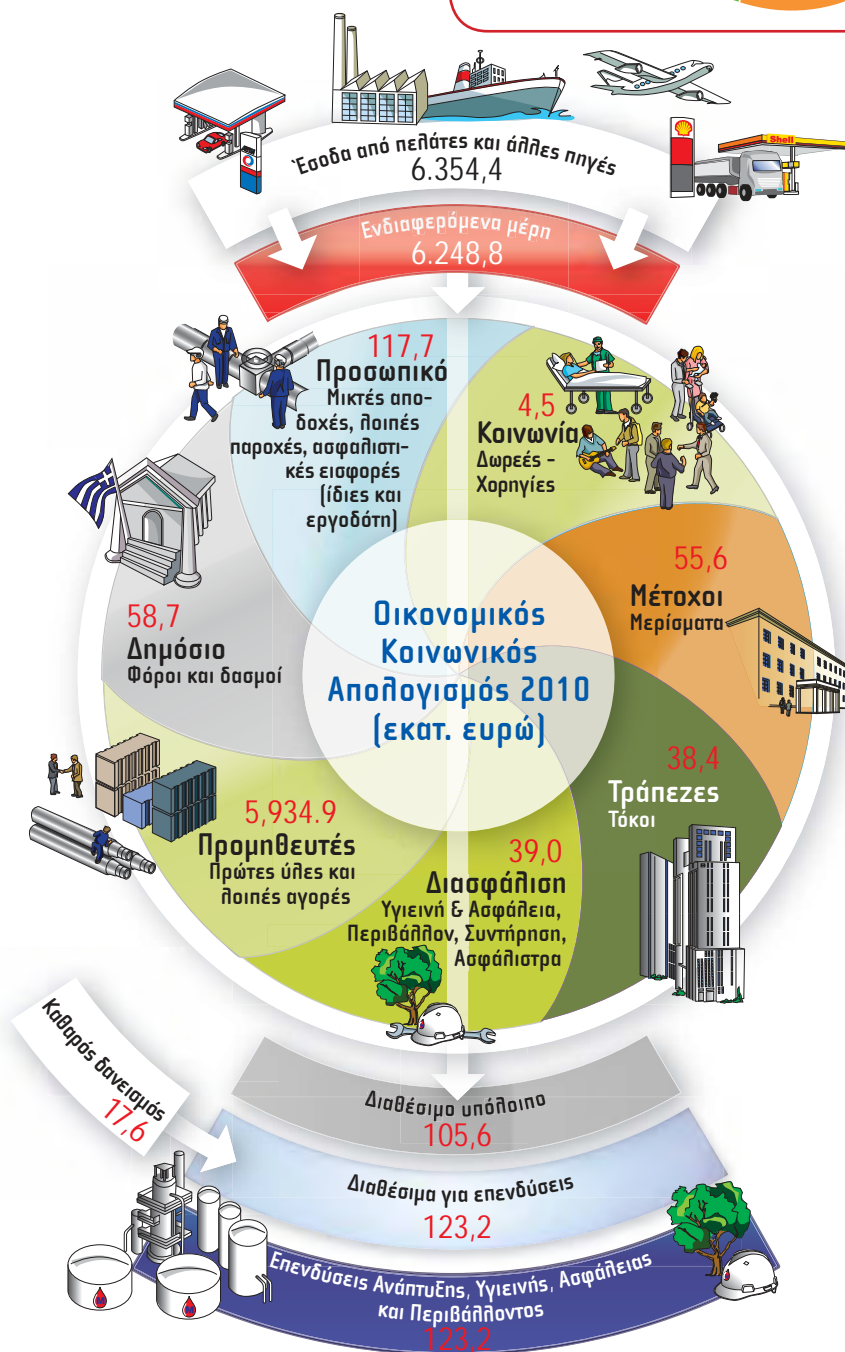 Shell
Έσοδα από πελάτες και άλλες πηγές
6.354,4
Ενδιαφερόμενα μέρη
6.248,8
117,7
Προσωπικό
Μικτές απο-
δοχές, λοιπές
παροχές, ασφαλιστι-
κές εισφορές
(ίδιες και
εργοδότη)
4,5
Κοινωνία
Δωρεές -
Χορηγίες
55,6
Μέτοχοι
Μερίσματα
58,7
Δημόσιο
Φόροι και δασμοί
Οικονομικός
Κοινωνικός
Απολογισμός 2010
(εκατ. ευρώ)
38,4
Τράπεζες
Τόκοι
5,934.9
Προμηθευτές
Πρώτες ύλες και
λοιπές αγορές
39,0
Διασφάλιση
Υγιεινή & Ασφάλεια,
Περιβάλλον, Συντήρηση,
Ασφάλιστρα
Καθαρός δανεισμός
17,6
Διαθέσιμο υπόλοιπο
105,6
Διαθέσιμα για επενδύσεις
123,2
Επενδύσεις Ανάπτυξης, Υγιεινής, Ασφάλειας
και Περιβάλλοντος
123,2